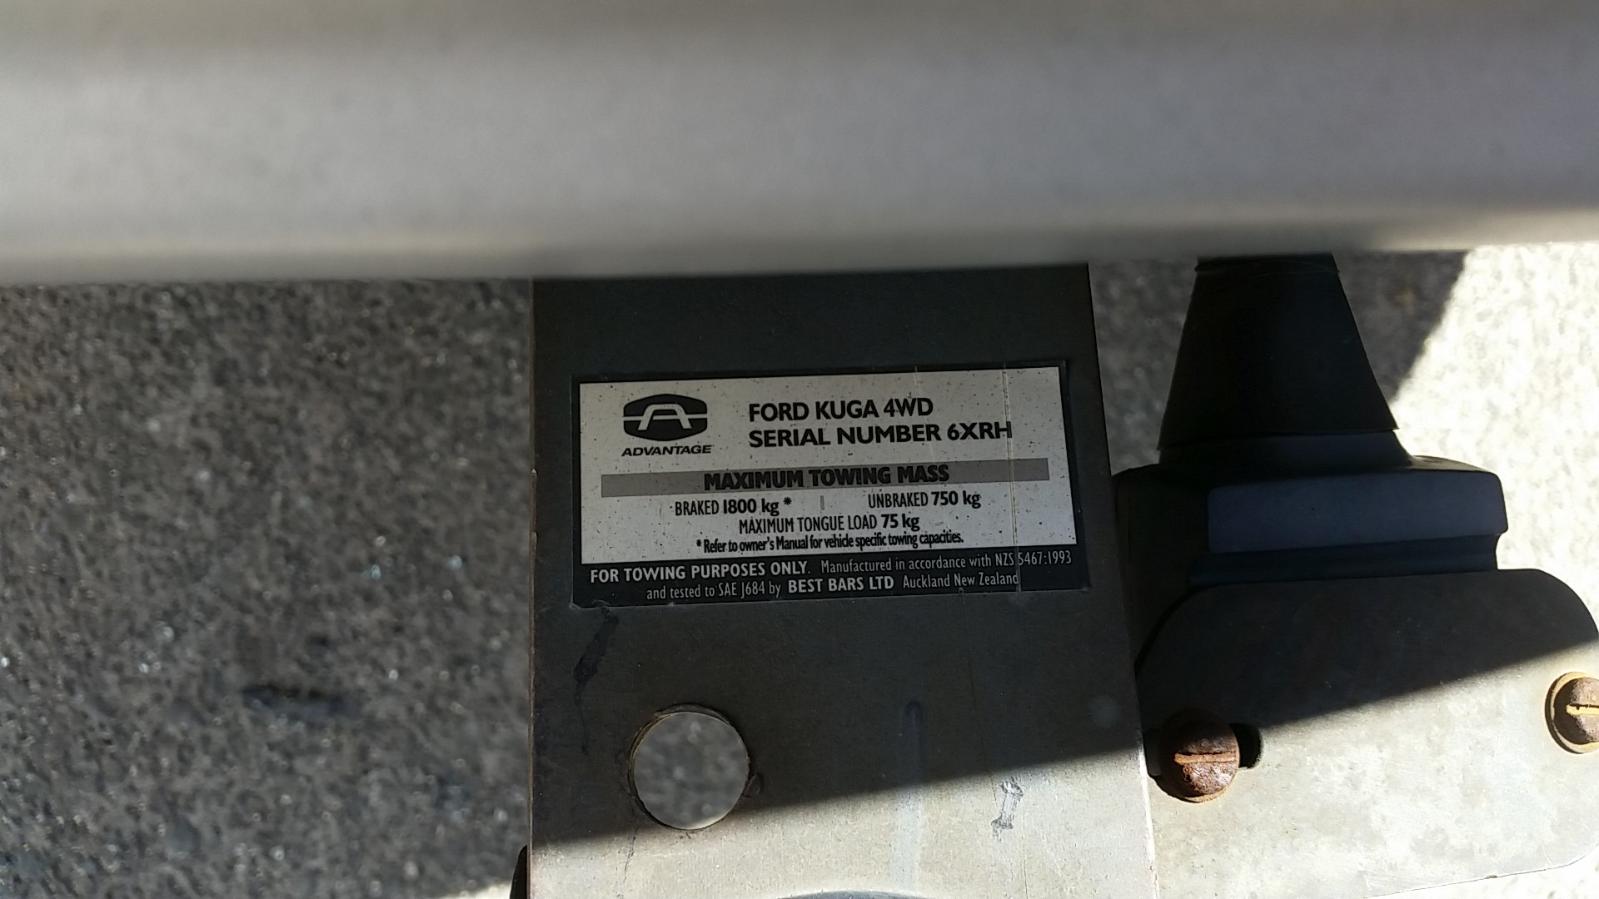 FORD KUGA 4WD
SERIAL NUMBER 6XRH
ADVANTAGE
MAXIMUM TOWING MASS
BRAKED 1800 kg * | UNBRAKED 750 kg
MAXIMUM TONGUE LOAD 75 kg
* Refer to owner's Manual for vehicle specific towing capacities.
FOR TOWING PURPOSES ONLY. Manufactured in accordance with NZS 5467:1993
and tested to SAE J684 by BEST BARS LTD Auckland New Zealand